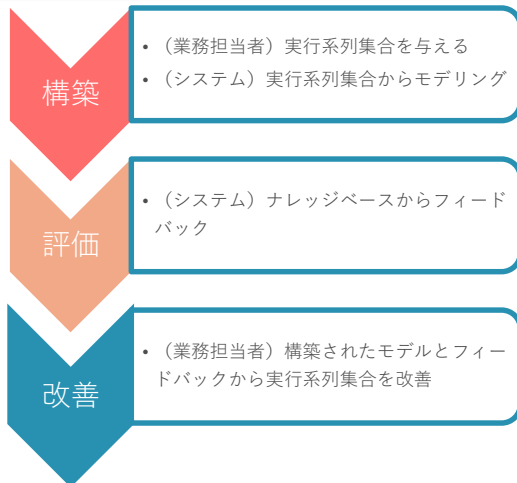 構築
• （業務担当者）実行系列集合を与える
• （システム）実行系列集合からモデリング
評価
• （システム）ナレッジベースからフィード
バック
改善
• （業務担当者）構築されたモデルとフィー
ドバックから実行系列集合を改善